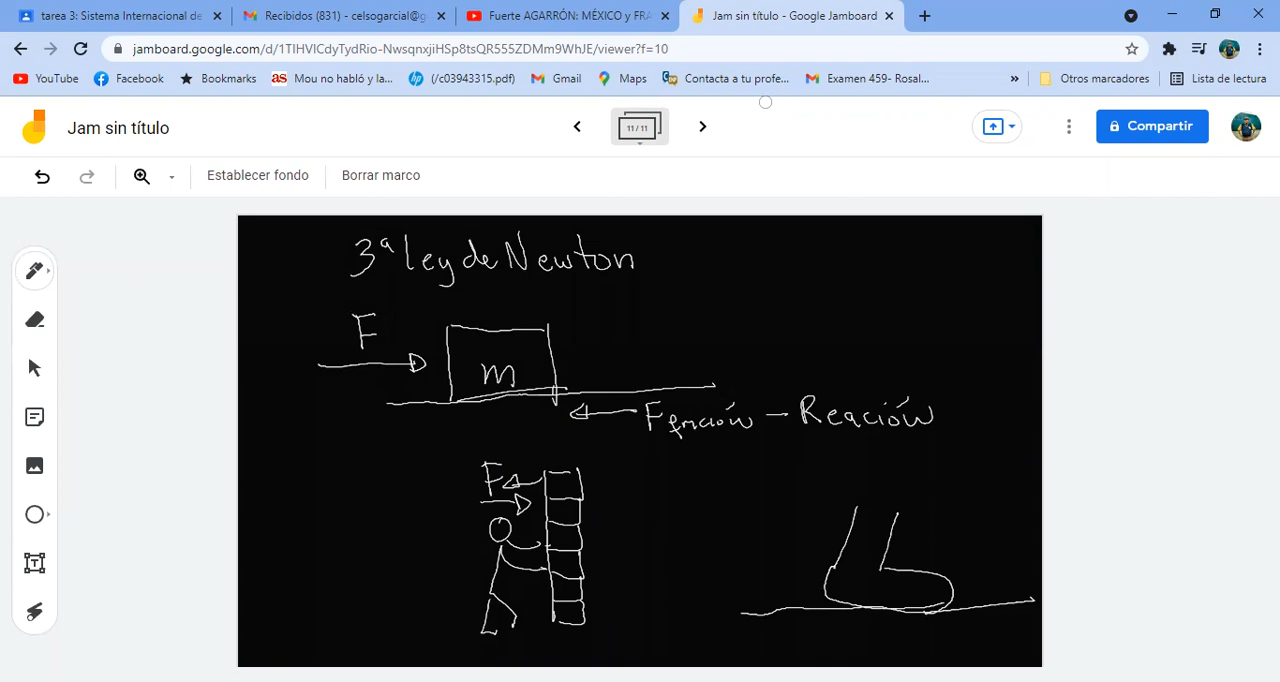 tarea 3: Sistema Internacional de
Recibidos (831) - celsogarcial@g
Fuerte AGARRÓN: MÉXICO y FRA
Jam sin título - Google Jamboard
jamboard.google.com/d/1TIHVICdyTydRio-NwsqnxjiHSp8tsQR555ZDMm9WhJE/viewer?f=10
YouTube
Facebook
Bookmarks
as Mou no habló y la...
hp (/c03943315.pdf)
Gmail
Maps
Contacta a tu profe...
Examen 459- Rosal...
»
Otros marcadores
Lista de lectura
Jam sin título
11 / 11
Compartir
Establecer fondo
Borrar marco
3ª ley de Newton
F
m
F fricción - Reación
F